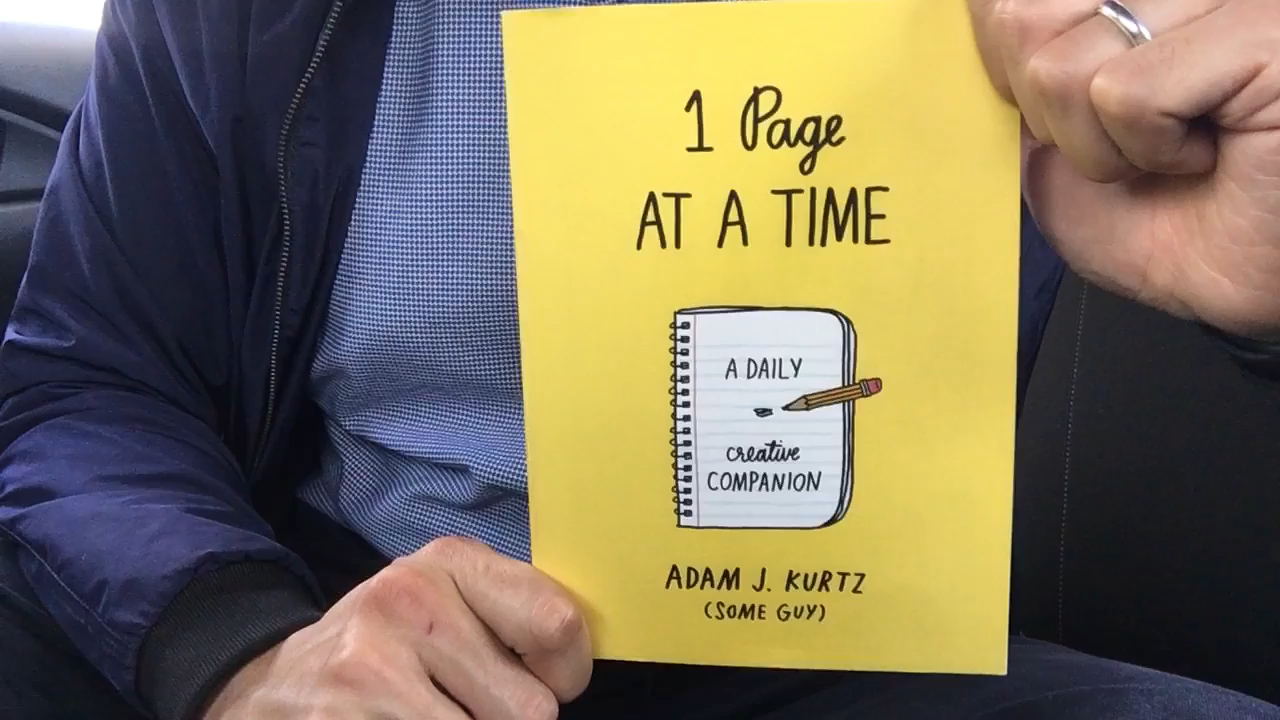 1 Page
AT A TIME
A DAILY
creative
COMPANION
ADAM J. KURTZ
(SOME GUY)